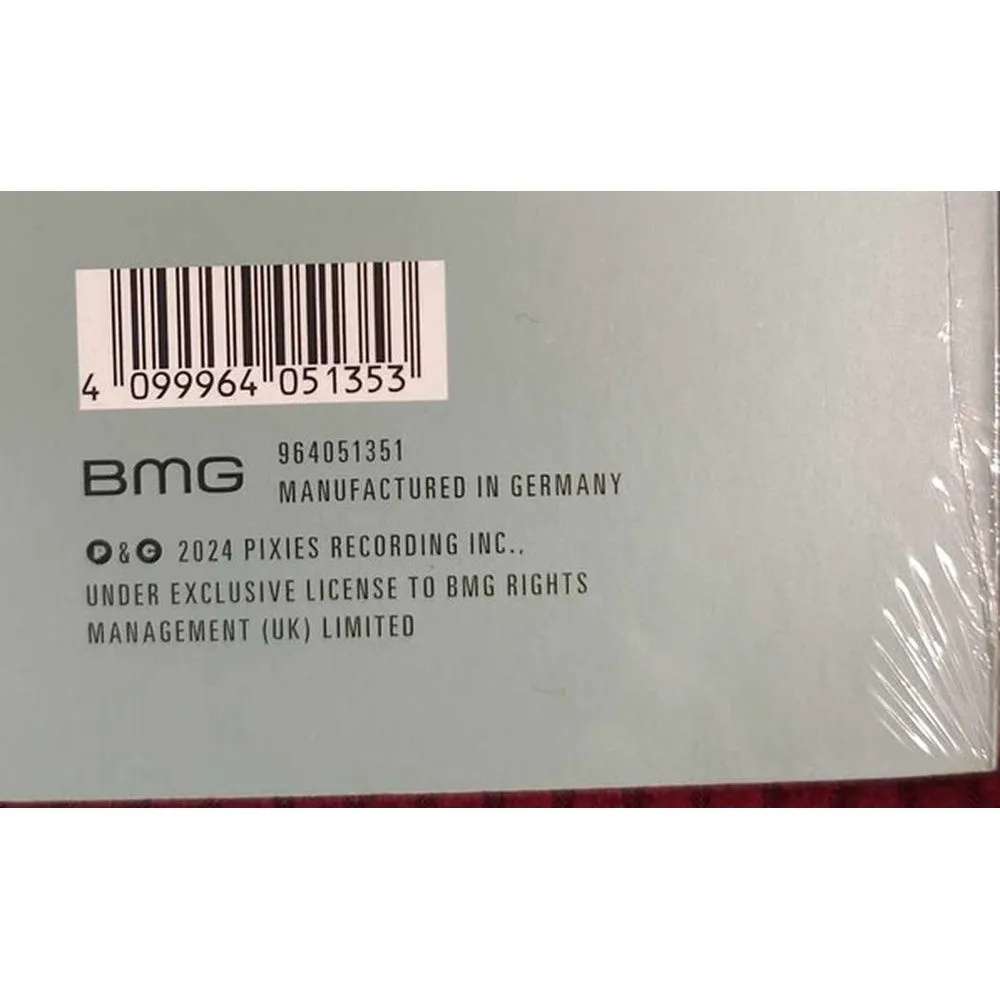 4 099964 051353
BMG
964051351
MANUFACTURED IN GERMANY
Ⓟ & Ⓒ 2024 PIXIES RECORDING INC.,
UNDER EXCLUSIVE LICENSE TO BMG RIGHTS
MANAGEMENT (UK) LIMITED